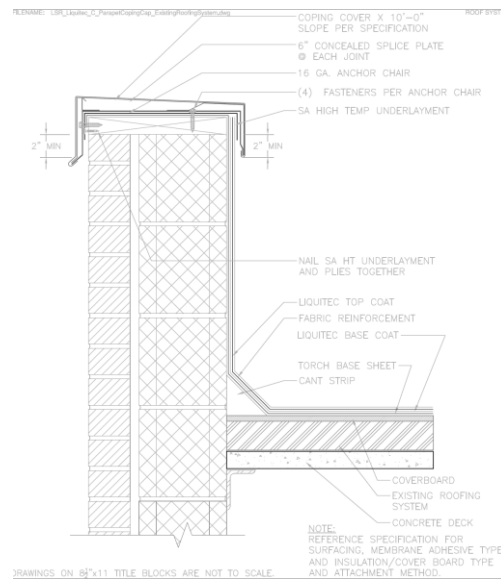 FILENAME: LSR_Liquitec_C_ParapetCopingCap_ExistingRoofingSystem.dwg
ROOF SYST
COPING COVER X 10'-0"
SLOPE PER SPECIFICATION
6" CONCEALED SPLICE PLATE
@ EACH JOINT
16 GA. ANCHOR CHAIR
(4) FASTENERS PER ANCHOR CHAIR
SA HIGH TEMP UNDERLAYMENT
2" MIN
2" MIN
NAIL SA HT UNDERLAYMENT
AND PLIES TOGETHER
LIQUITEC TOP COAT
FABRIC REINFORCEMENT
LIQUITEC BASE COAT
TORCH BASE SHEET
CANT STRIP
COVERBOARD
EXISTING ROOFING
SYSTEM
CONCRETE DECK
NOTE:
REFERENCE SPECIFICATION FOR
SURFACING, MEMBRANE ADHESIVE TYPE
AND INSULATION/COVER BOARD TYPE
AND ATTACHMENT METHOD.
DRAWINGS ON 8½"x11 TITLE BLOCKS ARE NOT TO SCALE.